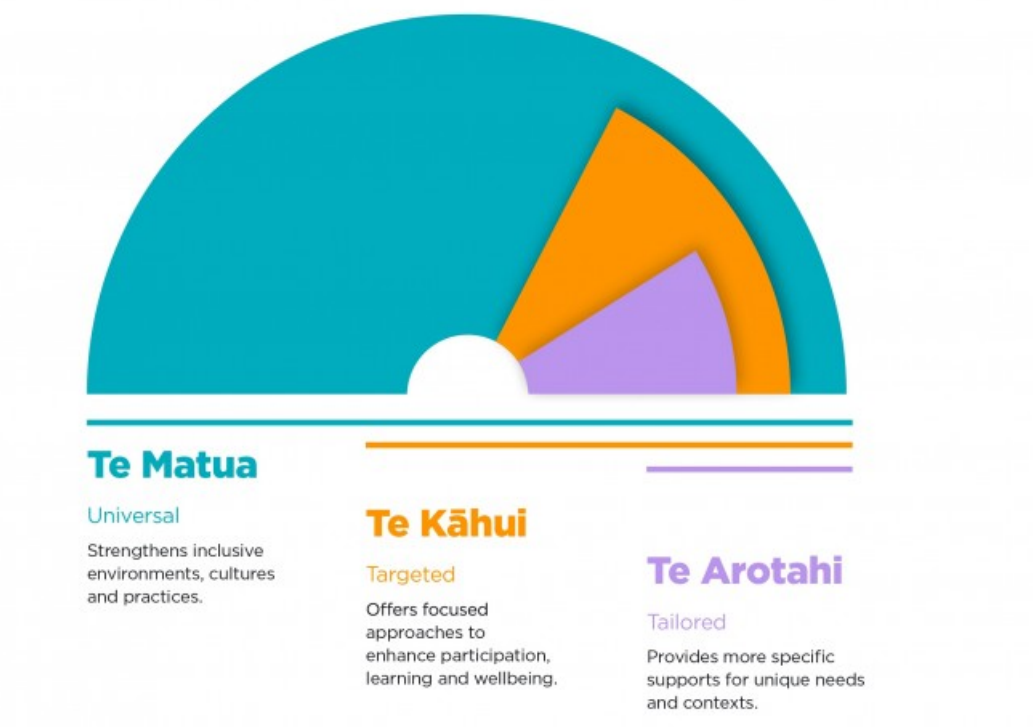 Te Matua
Universal
Strengthens inclusive
environments, cultures
and practices.
Te Kāhui
Targeted
Offers focused
approaches to
enhance participation,
learning and wellbeing.
Te Arotahi
Tailored
Provides more specific
supports for unique needs
and contexts.